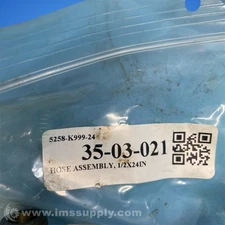 5258-K999-24
35-03-021
HOSE ASSEMBLY, 1/2X24IN
© www.imssupply.com